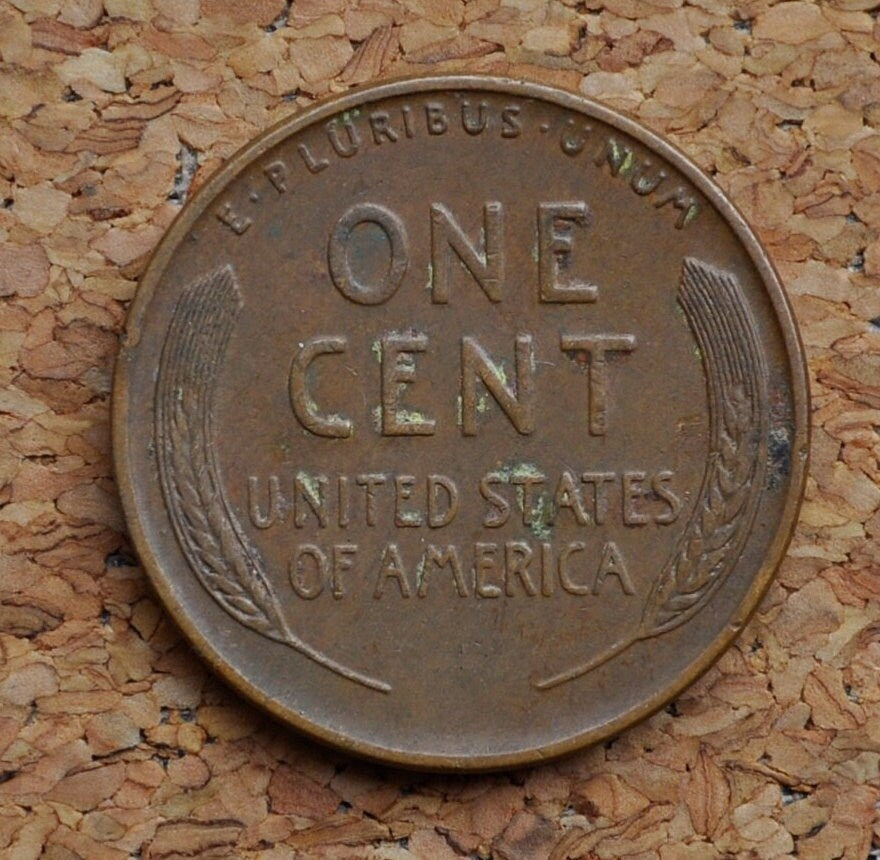 E·PLURIBUS·UNUM
ONE
CENT
UNITED STATES
OF AMERICA